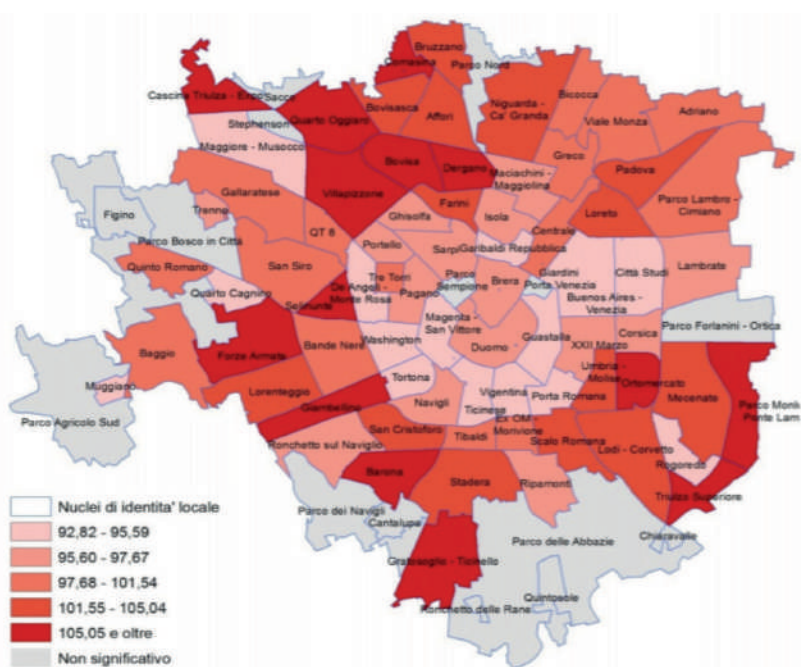 Bruzzano
Comasina
Parco Nord
Cascina Triulza - Expo
Sacco
Quarto Oggiaro
Bovisasca
Affori
Niguarda -
Ca' Granda
Bicocca
Viale Monza
Adriano
Stephenson
Maggiore - Musocco
Bovisa
Dergano
Greco
Maciachini -
Maggiolina
Padova
Villapizzone
Gallaratese
Trenno
Farini
Parco Lambro -
Cimiano
Figino
Ghisolfa
Isola
Loreto
Parco Bosco in Città
QT 8
Portello
Sarpi
Garibaldi Repubblica
Centrale
Quinto Romano
San Siro
Tre Torri
Parco
Sempione
Giardini
Porta Venezia
Città Studi
Lambrate
Quarto Cagnino
De Angeli -
Monte Rosa
Pagano
Brera
Buenos Aires -
Venezia
Selinunte
Magenta -
San Vittore
Guastalla
Parco Forlanini - Ortica
Baggio
Forze Armate
Bande Nere
Washington
Duomo
XXII Marzo
Corsica
Muggiano
Umbria -
Molise
Ortomercato
Parco Agricolo Sud
Lorenteggio
Tortona
Vigentina
Porta Romana
Mecenate
Parco Monlu
Ponte Lam
Giambellino
Navigli
Ticinese
Ex OM -
Morivione
Ronchetto sul Naviglio
San Cristoforo
Tibaldi
Scalo Romana
Lodi - Corvetto
Rogoredo
Barona
Stadera
Ripamonti
Triulzo Superiore
Parco dei Navigli
Cantalupa
Parco delle Abbazie
Chiaravalle
Gratosoglio - Ticinello
Quintosole
Ronchetto delle Rane
Nuclei di identita' locale
92,82 - 95,59
95,60 - 97,67
97,68 - 101,54
101,55 - 105,04
105,05 e oltre
Non significativo